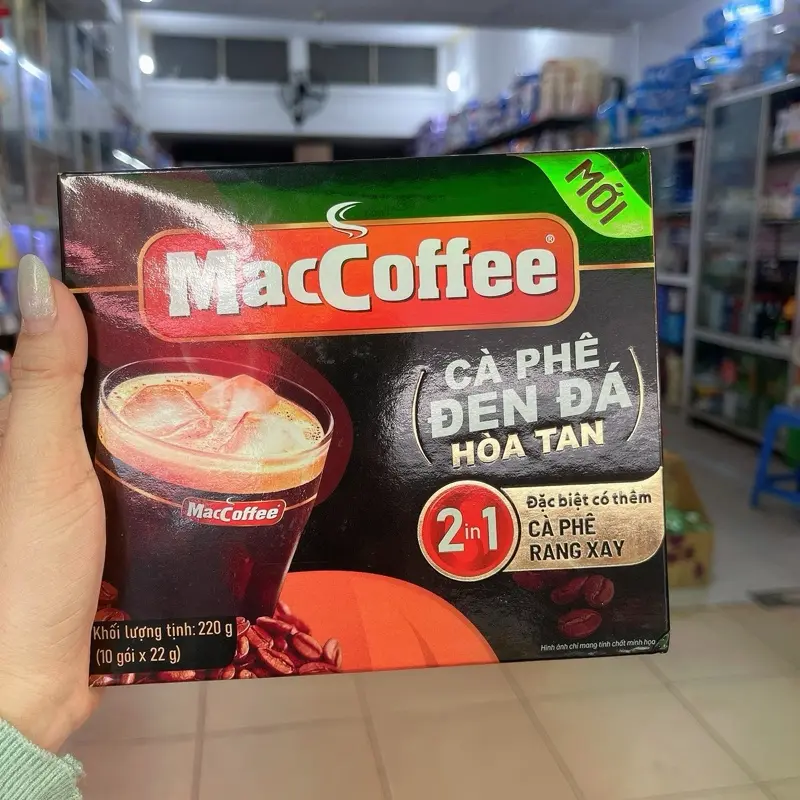 MỚI
MacCoffee®
CÀ PHÊ
ĐEN ĐÁ
HÒA TAN
2in1
Đặc biệt có thêm
CÀ PHÊ
RANG XAY
MacCoffee
Khối lượng tịnh: 220 g
(10 gói x 22 g)
Hình ảnh chỉ mang tính chất minh họa